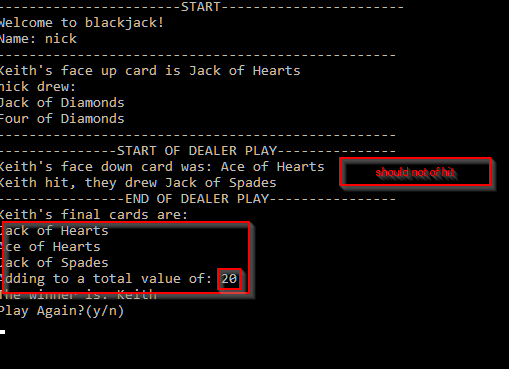 -----------------------START-----------------------
Welcome to blackjack!
Name: nick
--------------------------------------------------
Keith's face up card is Jack of Hearts
nick drew:
Jack of Diamonds
Four of Diamonds
--------------------------------------------------
---------------START OF DEALER PLAY---------------
Keith's face down card was: Ace of Hearts
should not of hit
Keith hit, they drew Jack of Spades
----------------END OF DEALER PLAY----------------
Keith's final cards are:
Jack of Hearts
Ace of Hearts
Jack of Spades
Adding to a total value of: 20
The winner is: Keith
Play Again?(y/n)